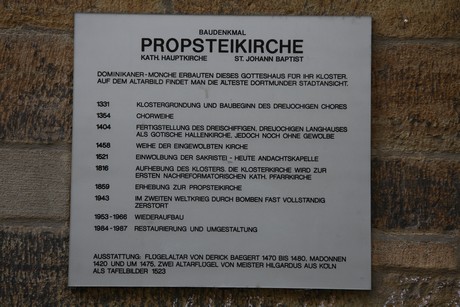 BAUDENKMAL
PROPSTEIKIRCHE
KATH. HAUPTKIRCHE ST. JOHANN BAPTIST
DOMINIKANER-MÖNCHE ERBAUTEN DIESES GOTTESHAUS FÜR IHR KLOSTER.
AUF DEM ALTARBILD FINDET MAN DIE ÄLTESTE DORTMUNDER STADTANSICHT.
1331 KLOSTERGRÜNDUNG UND BAUBEGINN DES DREIJOCHIGEN CHORES
1354 CHORWEIHE
1404 FERTIGSTELLUNG DES DREISCHIFFIGEN, DREIJOCHIGEN LANGHAUSES
ALS GOTISCHE HALLENKIRCHE, JEDOCH NOCH OHNE GEWÖLBE
1458 WEIHE DER EINGEWÖLBTEN KIRCHE
1521 EINWÖLBUNG DER SAKRISTEI - HEUTE ANDACHTSKAPELLE
1816 AUFHEBUNG DES KLOSTERS. DIE KLOSTERKIRCHE WIRD ZUR
ERSTEN NACHREFORMATORISCHEN KATH. PFARRKIRCHE
1859 ERHEBUNG ZUR PROPSTEIKIRCHE
1943 IM ZWEITEN WELTKRIEG DURCH BOMBEN FAST VOLLSTÄNDIG
ZERSTÖRT
1953-1966 WIEDERAUFBAU
1984-1987 RESTAURIERUNG UND UMGESTALTUNG
AUSSTATTUNG: FLÜGELALTAR VON DERICK BAEGERT 1470 BIS 1480, MADONNEN
1420 UND UM 1475, ZWEI ALTARFLÜGEL VON MEISTER HILGARDUS AUS KÖLN
ALS TAFELBILDER 1523